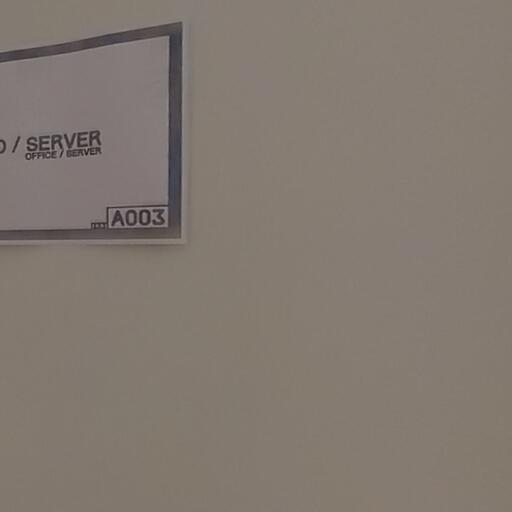 / SERVER
OFFICE / SERVER
A003